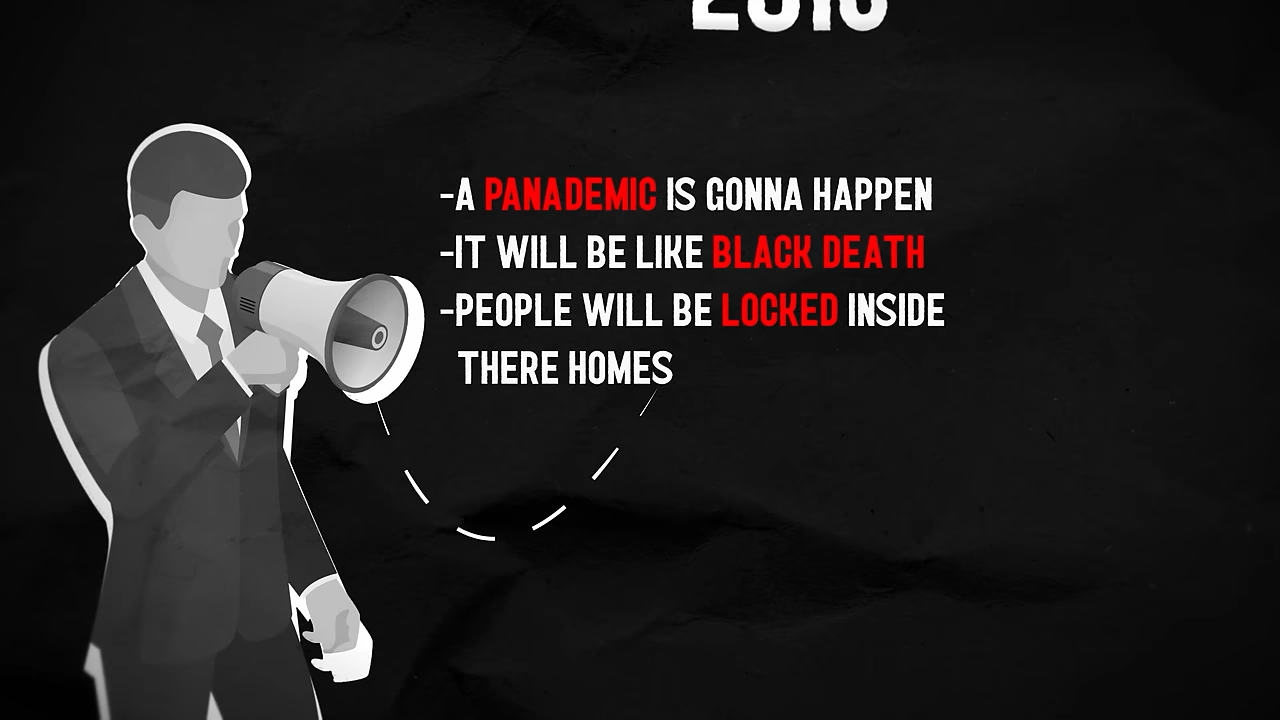 -A PANADEMIC IS GONNA HAPPEN
-IT WILL BE LIKE BLACK DEATH
-PEOPLE WILL BE LOCKED INSIDE
THERE HOMES